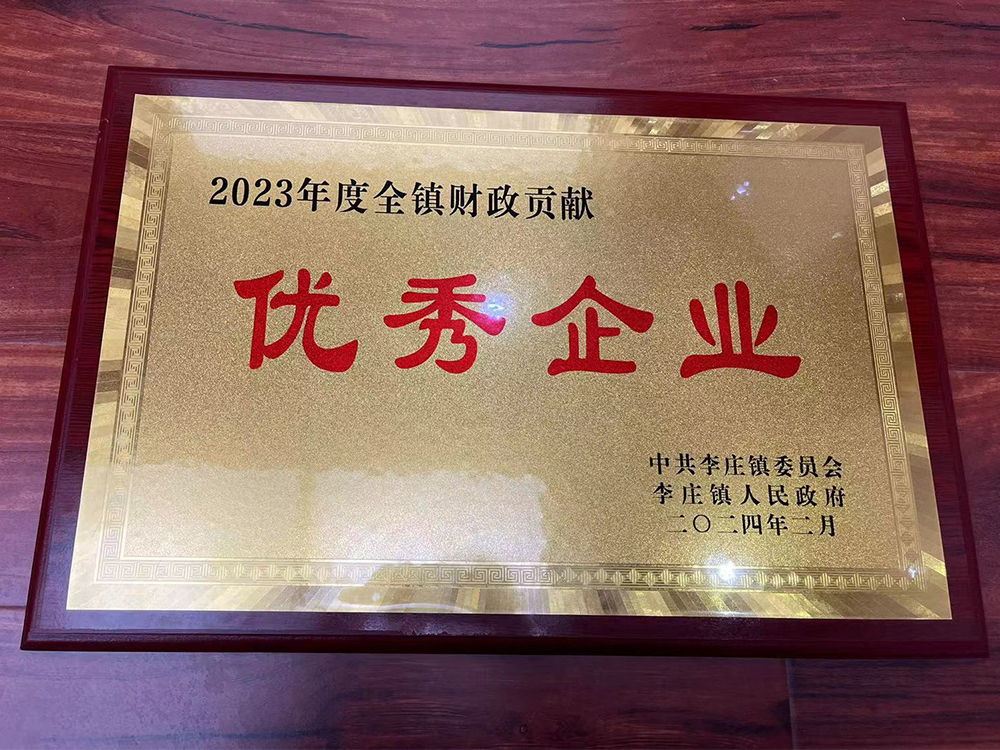 2023年度全镇财政贡献
优秀企业
中共李庄镇委员会
李庄镇人民政府
二〇二四年二月